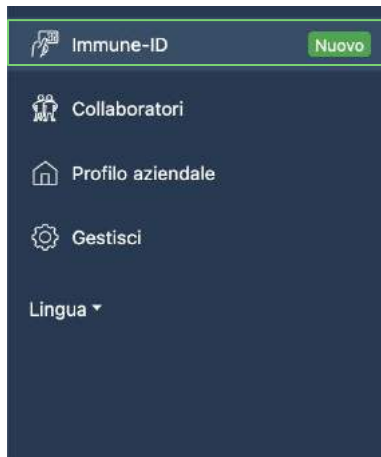 Immune-ID Nuovo
Collaboratori
Profilo aziendale
Gestisci
Lingua